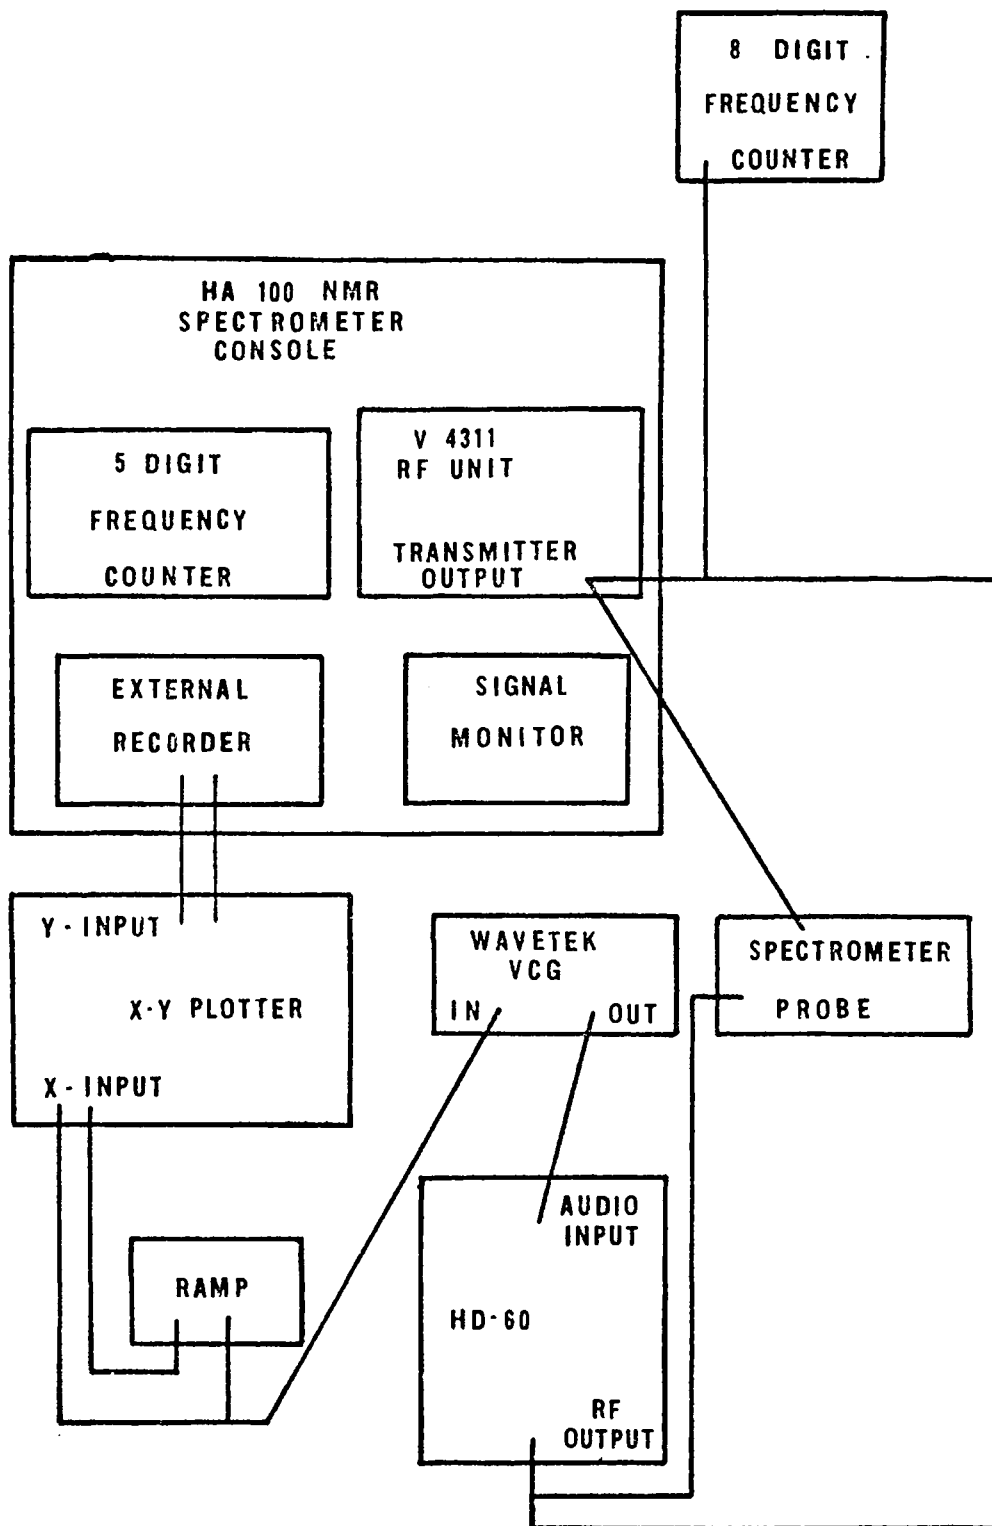 8 DIGIT
FREQUENCY
COUNTER
HA 100 NMR
SPECTROMETER
CONSOLE
5 DIGIT
FREQUENCY
COUNTER
V 4311
RF UNIT
TRANSMITTER
OUTPUT
EXTERNAL
RECORDER
SIGNAL
MONITOR
Y - INPUT
X-Y PLOTTER
X - INPUT
WAVETEK
VCG
IN
OUT
SPECTROMETER
PROBE
RAMP
AUDIO
INPUT
HD-60
RF
OUTPUT